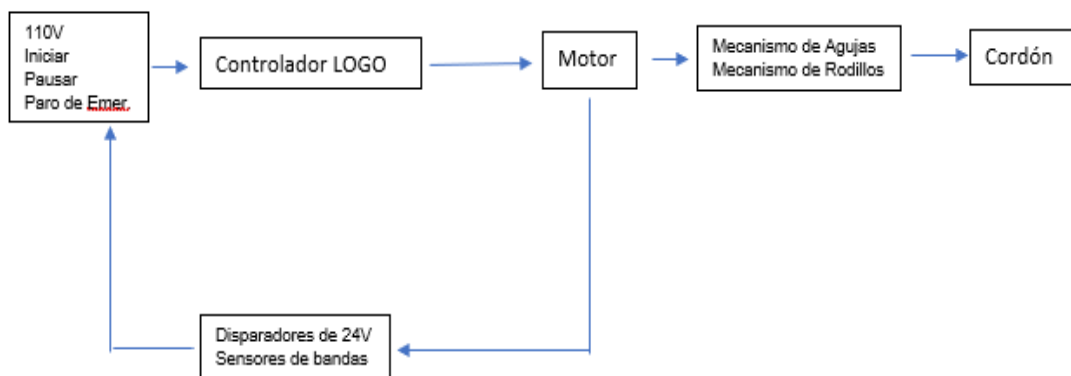 110V
Iniciar
Pausar
Paro de Emer.
Controlador LOGO
Motor
Mecanismo de Agujas
Mecanismo de Rodillos
Cordón
Disparadores de 24V
Sensores de bandas